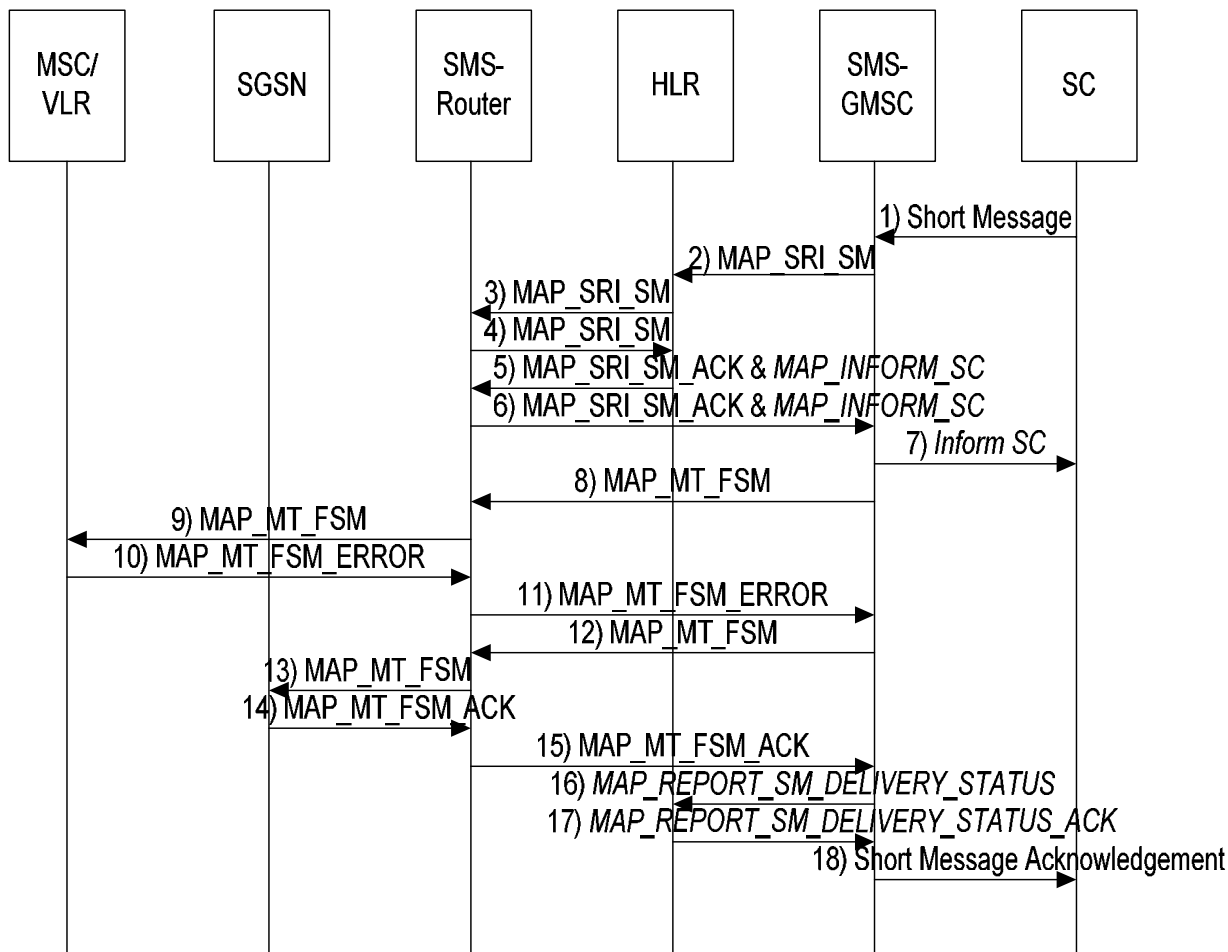 MSC/
VLR
SGSN
SMS-
Router
HLR
SMS-
GMSC
SC
1) Short Message
2) MAP_SRI_SM
3) MAP_SRI_SM
4) MAP_SRI_SM
5) MAP_SRI_SM_ACK & MAP_INFORM_SC
6) MAP_SRI_SM_ACK & MAP_INFORM_SC
7) Inform SC
8) MAP_MT_FSM
9) MAP_MT_FSM
10) MAP_MT_FSM_ERROR
11) MAP_MT_FSM_ERROR
12) MAP_MT_FSM
13) MAP_MT_FSM
14) MAP_MT_FSM_ACK
15) MAP_MT_FSM_ACK
16) MAP_REPORT_SM_DELIVERY_STATUS
17) MAP_REPORT_SM_DELIVERY_STATUS_ACK
18) Short Message Acknowledgement